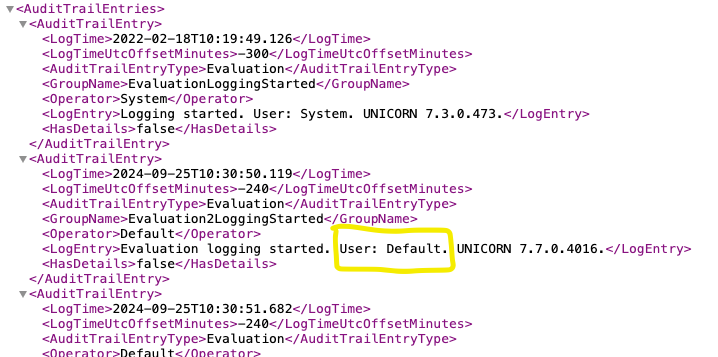 <AuditTrailEntries>
<AuditTrailEntry>
<LogTime>2022-02-18T10:19:49.126</LogTime>
<LogTimeUtcOffsetMinutes>-300</LogTimeUtcOffsetMinutes>
<AuditTrailEntryType>Evaluation</AuditTrailEntryType>
<GroupName>EvaluationLoggingStarted</GroupName>
<Operator>System</Operator>
<LogEntry>Logging started. User: System. UNICORN 7.3.0.473.</LogEntry>
<HasDetails>false</HasDetails>
</AuditTrailEntry>
<AuditTrailEntry>
<LogTime>2024-09-25T10:30:50.119</LogTime>
<LogTimeUtcOffsetMinutes>-240</LogTimeUtcOffsetMinutes>
<AuditTrailEntryType>Evaluation</AuditTrailEntryType>
<GroupName>Evaluation2LoggingStarted</GroupName>
<Operator>Default</Operator>
<LogEntry>Evaluation logging started. User: Default. UNICORN 7.7.0.4016.</LogEntry>
<HasDetails>false</HasDetails>
</AuditTrailEntry>
<AuditTrailEntry>
<LogTime>2024-09-25T10:30:51.682</LogTime>
<LogTimeUtcOffsetMinutes>-240</LogTimeUtcOffsetMinutes>
<AuditTrailEntryType>Evaluation</AuditTrailEntryType>
<Operator>Default</Operator>